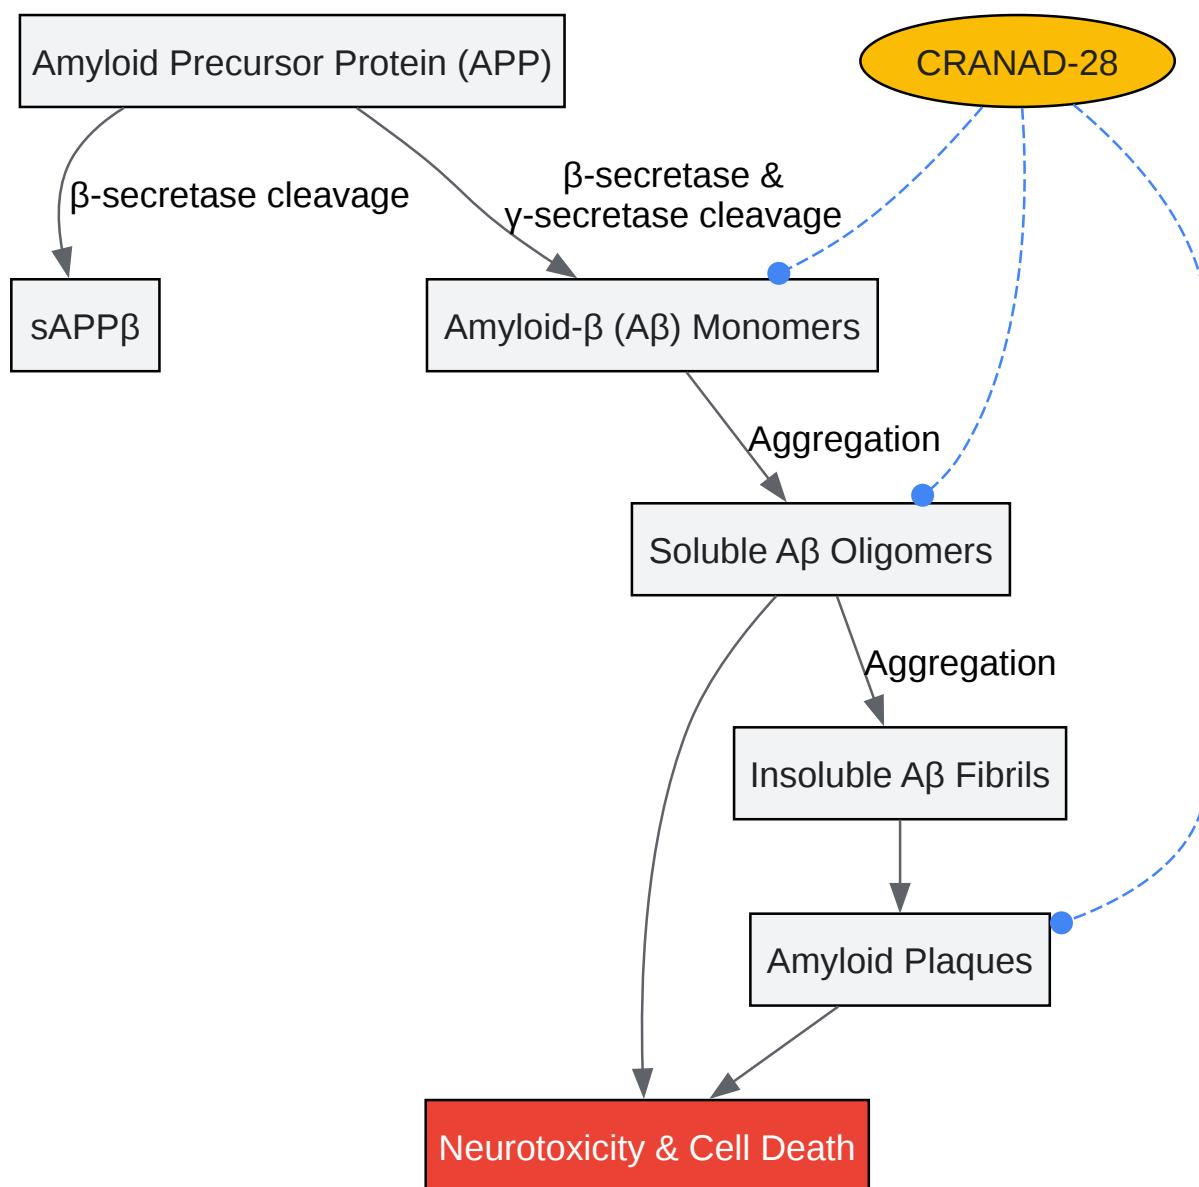 Amyloid Precursor Protein (APP)
CRANAD-28
β-secretase cleavage
β-secretase &
γ-secretase cleavage
sAPPβ
Amyloid-β (Aβ) Monomers
Aggregation
Soluble Aβ Oligomers
Aggregation
Insoluble Aβ Fibrils
Amyloid Plaques
Neurotoxicity & Cell Death